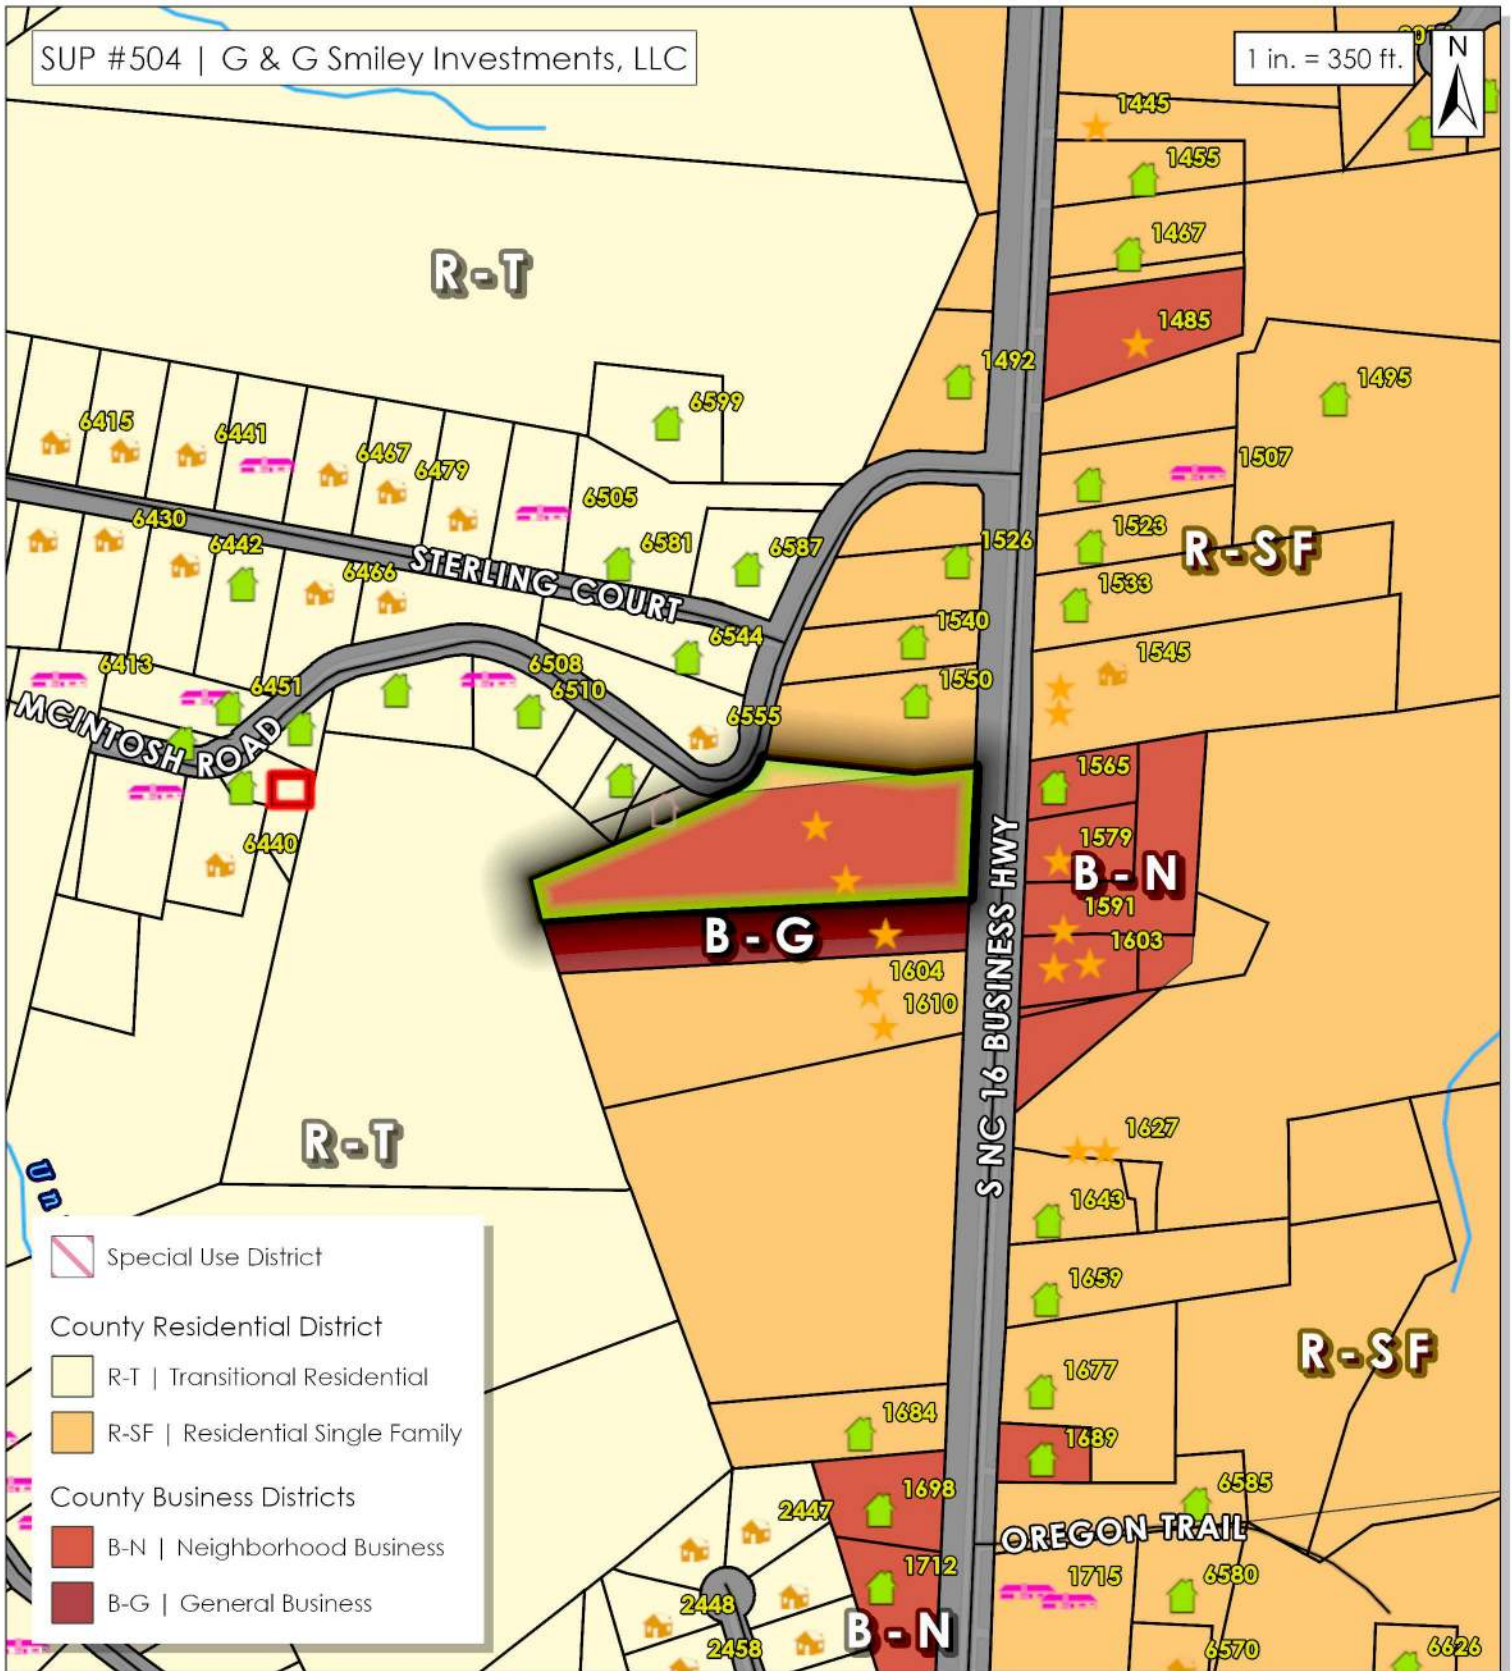 SUP #504 | G & G Smiley Investments, LLC
1 in. = 350 ft.
N
1445
1455
1467
R-T
1485
1492
1495
6599
6415
6441
6467
6479
1507
6505
6430
1523
1526
R-SF
6442
6581
6587
STERLING COURT
6466
1533
1540
6544
1545
6413
6508
1550
6451
6510
6555
MCINTOSH ROAD
1565
6440
1579
B-N
1591
B-G
1603
1604
1610
S NC 16 BUSINESS HWY
1627
R-T
Un
1643
1659
R-SF
1677
1684
1689
6585
1698
2447
OREGON TRAIL
1712
1715
6580
2448
B-N
2458
6570
6626
Special Use District
County Residential District
R-T | Transitional Residential
R-SF | Residential Single Family
County Business Districts
B-N | Neighborhood Business
B-G | General Business